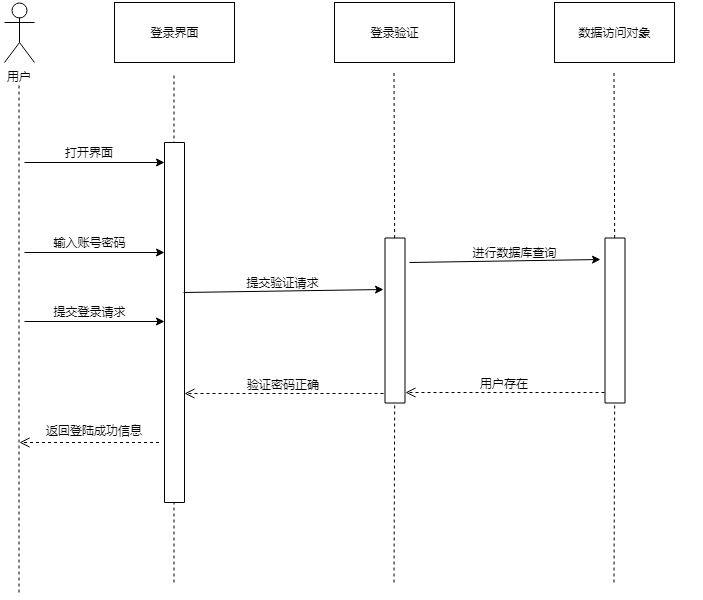 用户
登录界面
登录验证
数据访问对象
打开界面
输入账号密码
进行数据库查询
提交验证请求
提交登录请求
用户存在
验证密码正确
返回登陆成功信息